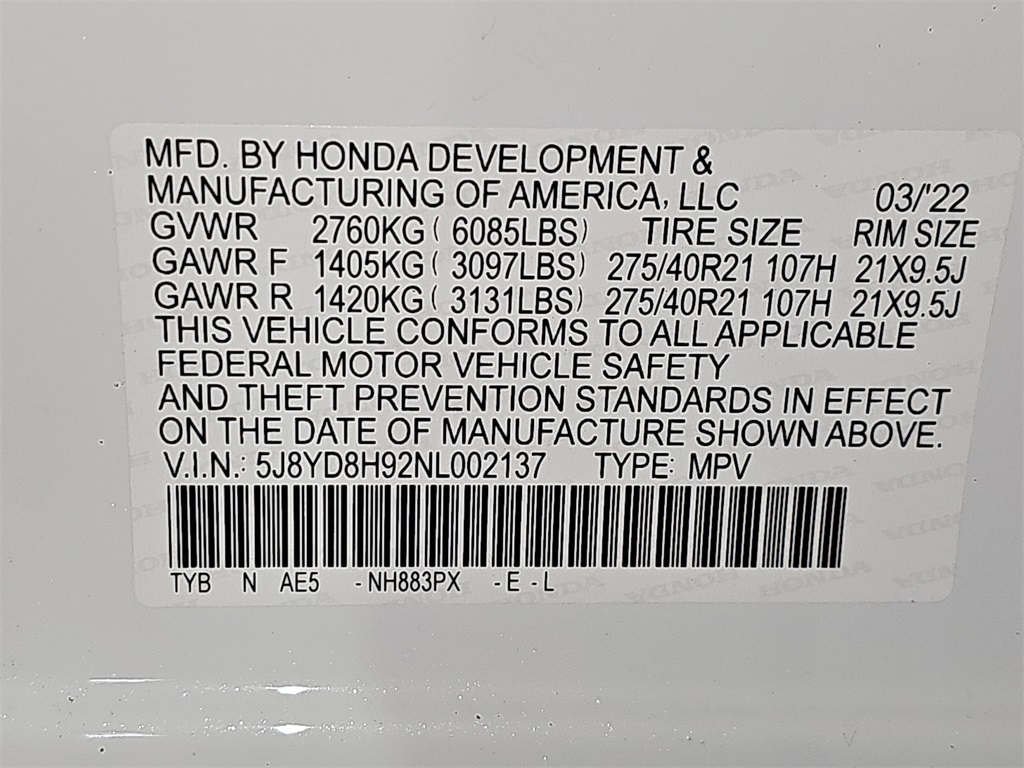 MFD. BY HONDA DEVELOPMENT &
MANUFACTURING OF AMERICA, LLC 03/'22
GVWR 2760KG ( 6085LBS) TIRE SIZE RIM SIZE
GAWR F 1405KG ( 3097LBS) 275/40R21 107H 21X9.5J
GAWR R 1420KG ( 3131LBS) 275/40R21 107H 21X9.5J
THIS VEHICLE CONFORMS TO ALL APPLICABLE
FEDERAL MOTOR VEHICLE SAFETY
AND THEFT PREVENTION STANDARDS IN EFFECT
ON THE DATE OF MANUFACTURE SHOWN ABOVE.
V.I.N.: 5J8YD8H92NL002137 TYPE: MPV
TYB N AE5 -NH883PX -E -L